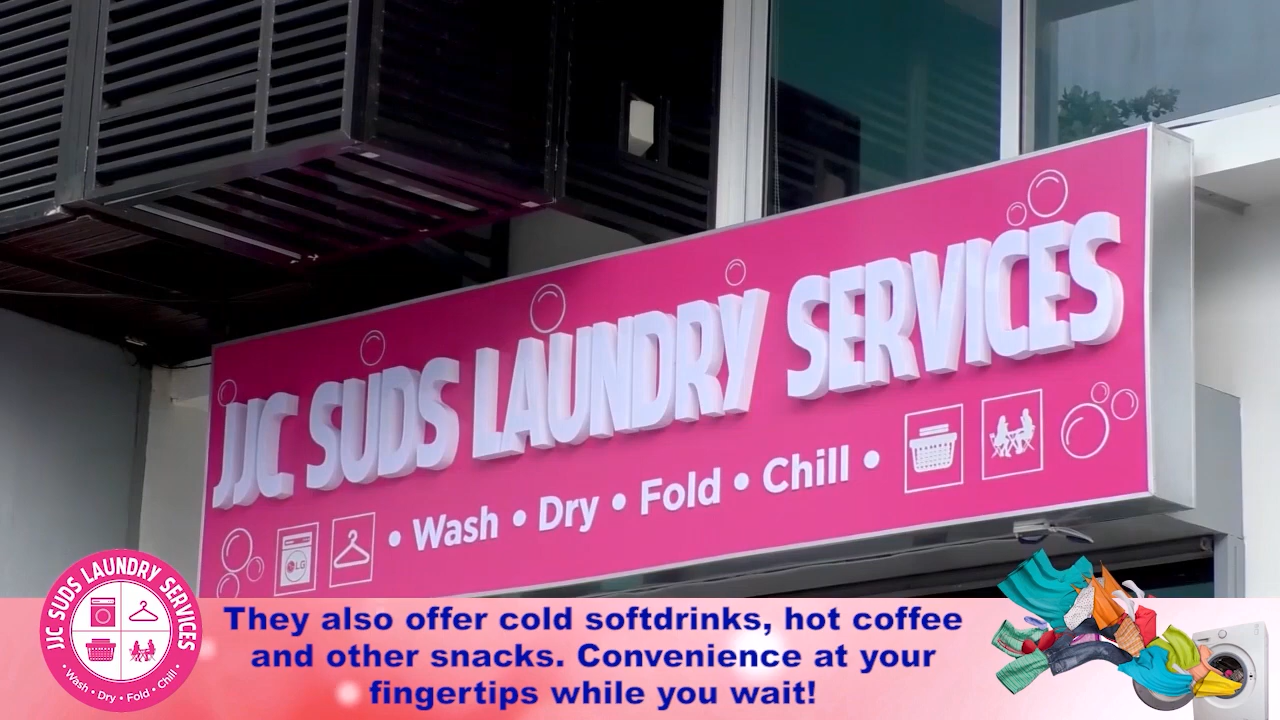 JJC SUDS LAUNDRY SERVICES
• Wash • Dry • Fold • Chill •
LG
JJC SUDS LAUNDRY SERVICES
• Wash • Dry • Fold • Chill •
They also offer cold softdrinks, hot coffee
and other snacks. Convenience at your
fingertips while you wait!